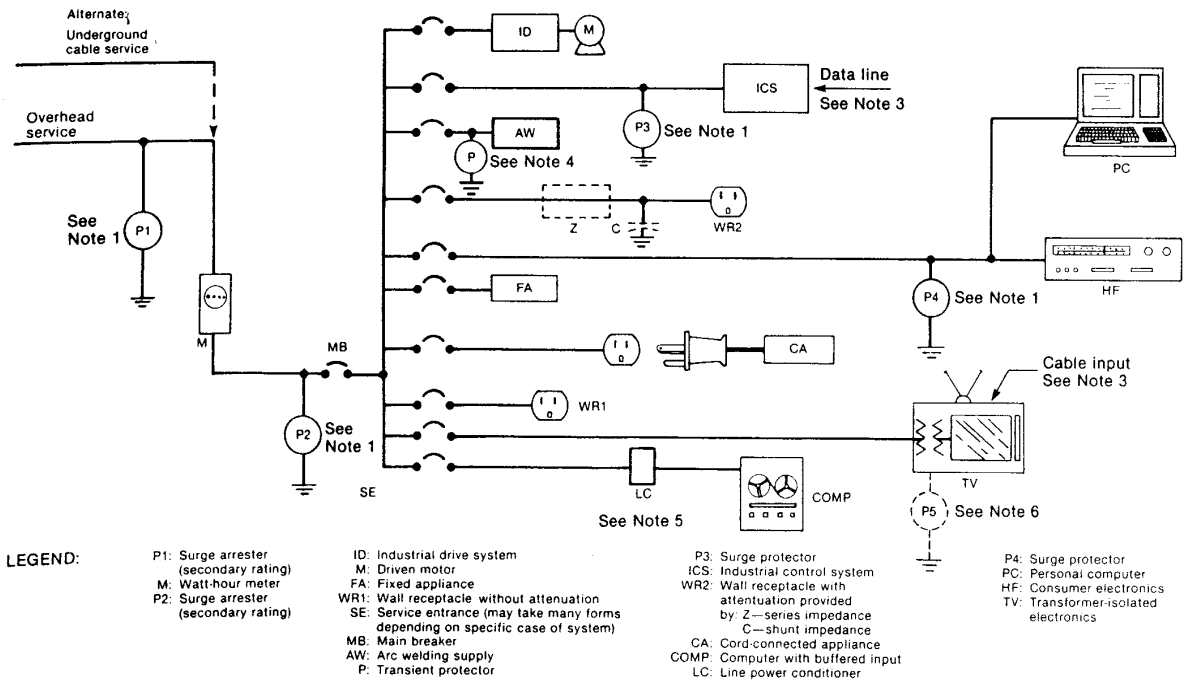 Alternate:
Underground
cable service
Overhead
service
See
Note 1
P1
M
MB
P2
See
Note 1
SE
ID
M
ICS
Data line
See Note 3
P3
See Note 1
AW
P
See Note 4
Z
C
WR2
PC
HF
P4
See Note 1
FA
CA
WR1
Cable input
See Note 3
TV
P5
See Note 6
LC
See Note 5
COMP
LEGEND:
P1: Surge arrester
(secondary rating)
M: Watt-hour meter
P2: Surge arrester
(secondary rating)
ID: Industrial drive system
M: Driven motor
FA: Fixed appliance
WR1: Wall receptacle without attenuation
SE: Service entrance (may take many forms
depending on specific case of system)
MB: Main breaker
AW: Arc welding supply
P: Transient protector
P3: Surge protector
ICS: Industrial control system
WR2: Wall receptacle with
attentuation provided
by: Z—series impedance
C—shunt impedance
CA: Cord-connected appliance
COMP: Computer with buffered input
LC: Line power conditioner
P4: Surge protector
PC: Personal computer
HF: Consumer electronics
TV: Transformer-isolated
electronics